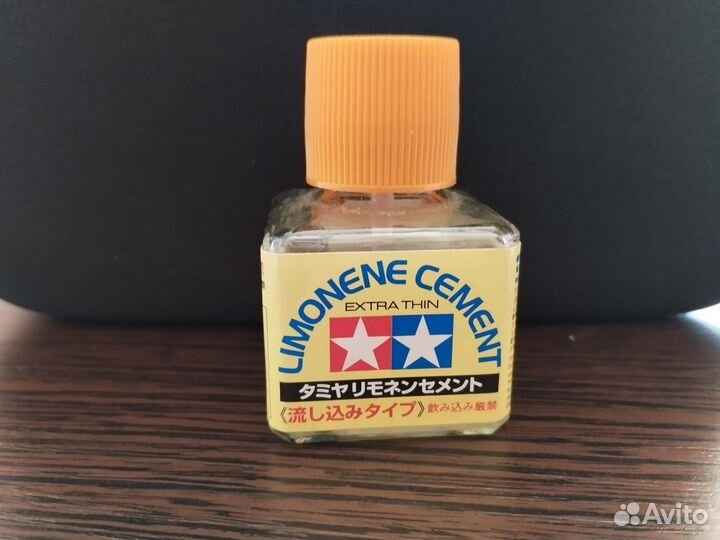 LIMONENE CEMENT
EXTRA THIN
タミヤリモネンセメント
《流し込みタイプ》飲み込み厳禁
Avito